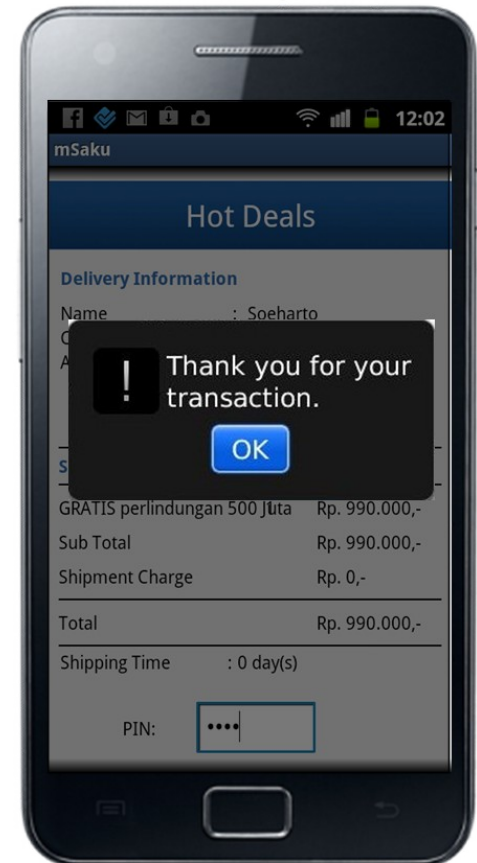 12:02
mSaku
Hot Deals
Delivery Information
Name : Soeharto
Thank you for your
transaction.
OK
GRATIS perlindungan 500 Juta Rp. 990.000,-
Sub Total Rp. 990.000,-
Shipment Charge Rp. 0,-
Total Rp. 990.000,-
Shipping Time : 0 day(s)
PIN: ••••